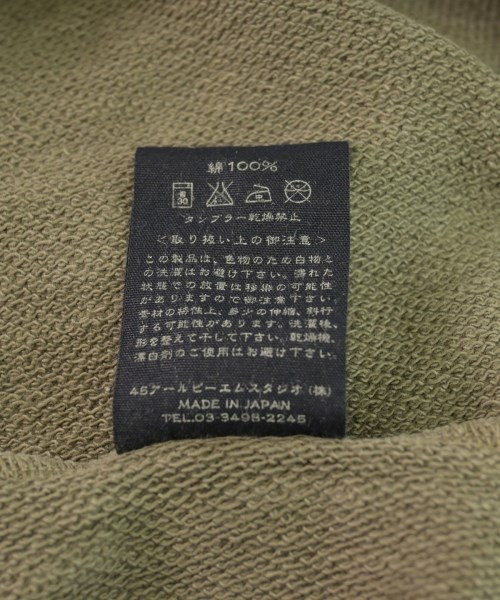 綿100%
弱
30
タンブラー乾燥禁止
<取り扱い上の御注意>
この製品は、色物のため白物と
の洗濯はお避け下さい。濡れた
状態での放置は移染の可能性
がありますので御注意下さい。
素材の特性上、多少の伸縮、斜行
する可能性があります。洗濯後、
形を整えて干して下さい。乾燥機、
漂白剤のご使用はお避け下さい。
45アールピーエムスタジオ(株)
MADE IN JAPAN
TEL.03-3498-2245